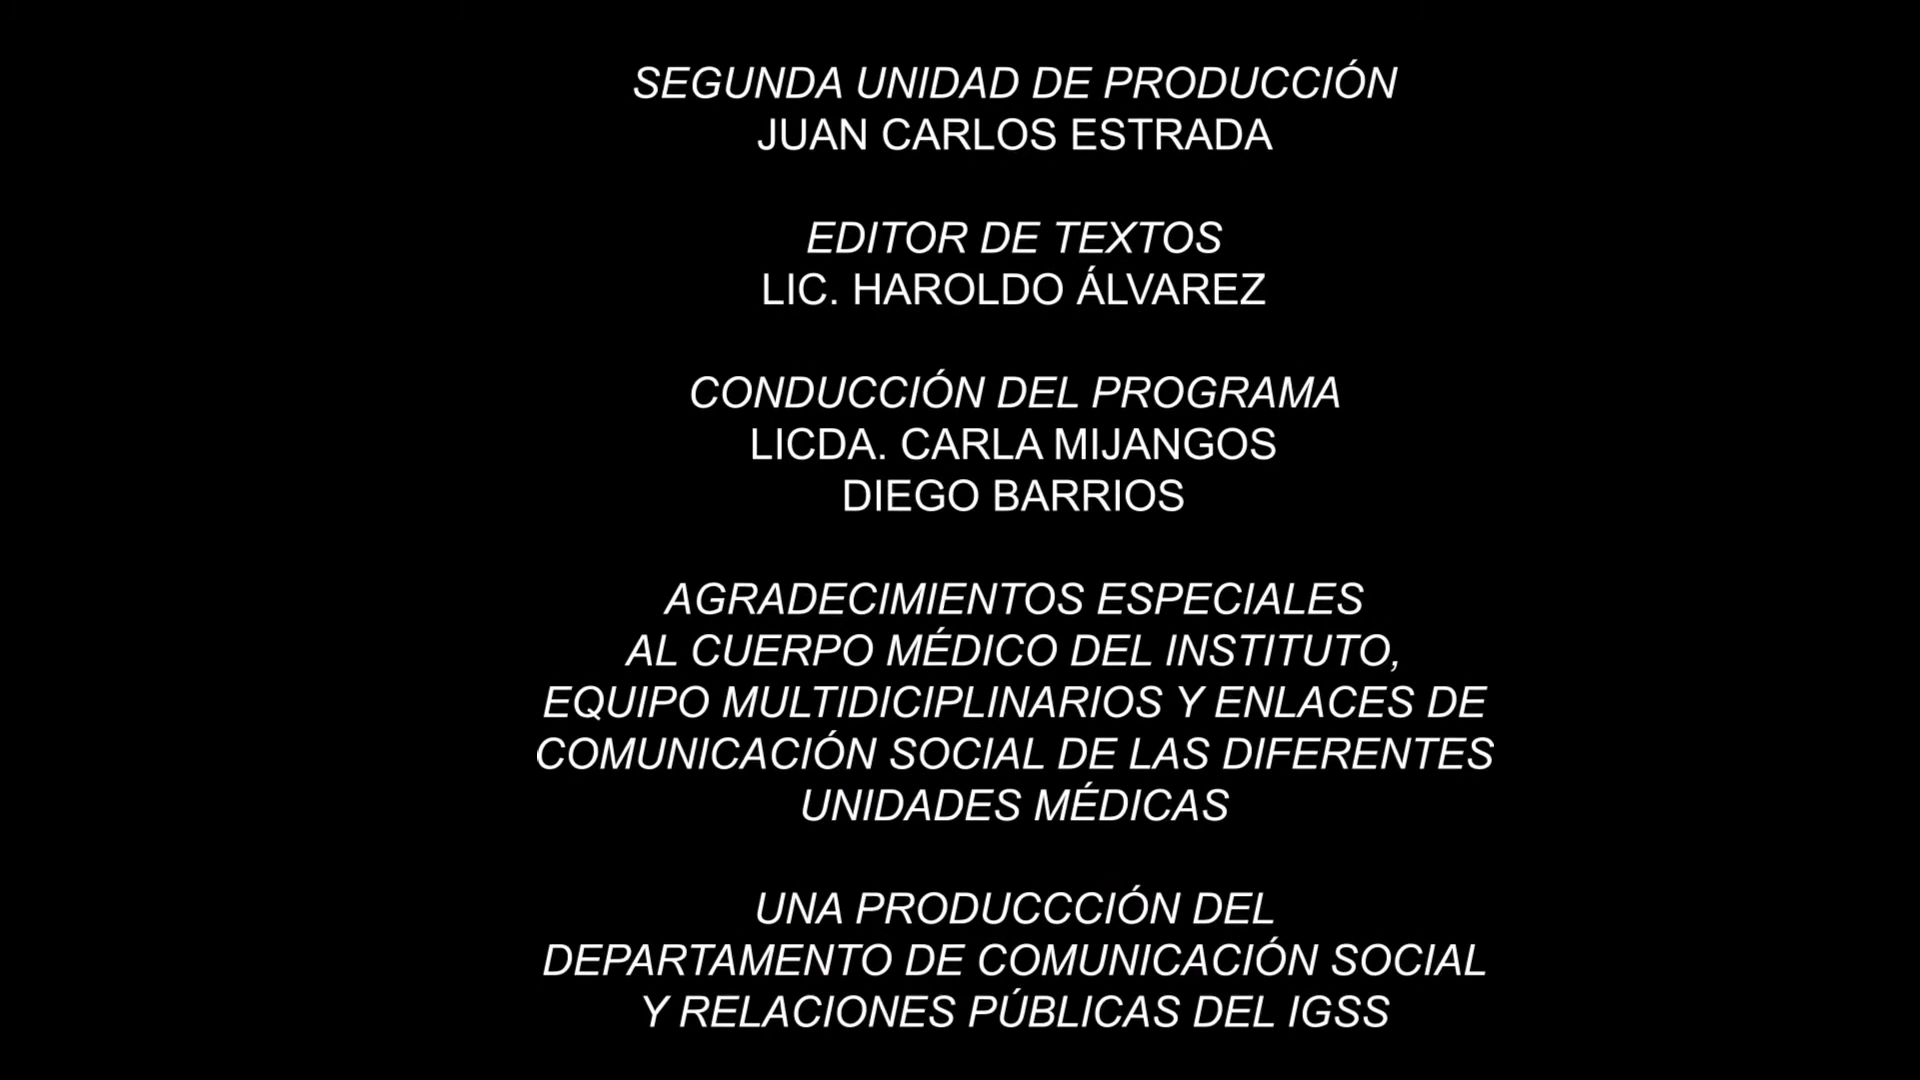 SEGUNDA UNIDAD DE PRODUCCIÓN
JUAN CARLOS ESTRADA
EDITOR DE TEXTOS
LIC. HAROLDO ÁLVAREZ
CONDUCCIÓN DEL PROGRAMA
LICDA. CARLA MIJANGOS
DIEGO BARRIOS
AGRADECIMIENTOS ESPECIALES
AL CUERPO MÉDICO DEL INSTITUTO,
EQUIPO MULTIDICIPLINARIOS Y ENLACES DE
COMUNICACIÓN SOCIAL DE LAS DIFERENTES
UNIDADES MÉDICAS
UNA PRODUCCCIÓN DEL
DEPARTAMENTO DE COMUNICACIÓN SOCIAL
Y RELACIONES PÚBLICAS DEL IGSS